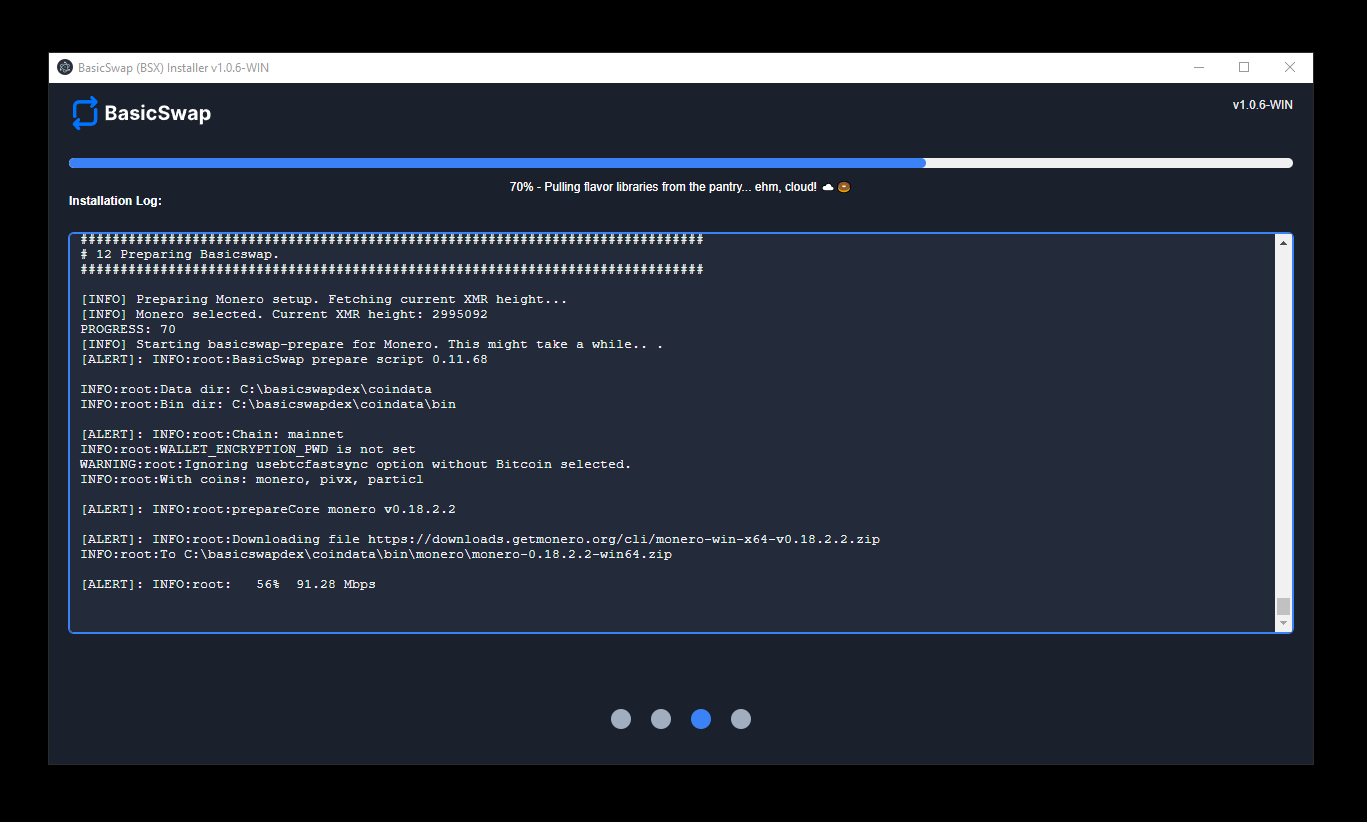 BasicSwap (BSX) Installer v1.0.6-WIN
BasicSwap
v1.0.6-WIN
70% - Pulling flavor libraries from the pantry... ehm, cloud! ☁️ 🍮
Installation Log:
##############################################################################
# 12 Preparing Basicswap.
##############################################################################
[INFO] Preparing Monero setup. Fetching current XMR height...
[INFO] Monero selected. Current XMR height: 2995092
PROGRESS: 70
[INFO] Starting basicswap-prepare for Monero. This might take a while.. .
[ALERT]: INFO:root:BasicSwap prepare script 0.11.68
INFO:root:Data dir: C:\basicswapdex\coindata
INFO:root:Bin dir: C:\basicswapdex\coindata\bin
[ALERT]: INFO:root:Chain: mainnet
INFO:root:WALLET_ENCRYPTION_PWD is not set
WARNING:root:Ignoring usebtcfastsync option without Bitcoin selected.
INFO:root:With coins: monero, pivx, particl
[ALERT]: INFO:root:prepareCore monero v0.18.2.2
[ALERT]: INFO:root:Downloading file https://downloads.getmonero.org/cli/monero-win-x64-v0.18.2.2.zip
INFO:root:To C:\basicswapdex\coindata\bin\monero\monero-0.18.2.2-win64.zip
[ALERT]: INFO:root:   56%  91.28 Mbps